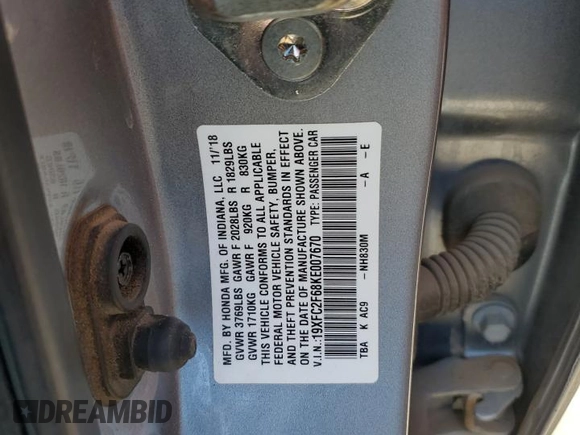 MFD. BY HONDA MFG. OF INDIANA, LLC 11/'18
GVWR 3769LBS GAWR F 2028LBS R 1829LBS
GVWR 1710KG GAWR F 920KG R 830KG
THIS VEHICLE CONFORMS TO ALL APPLICABLE
FEDERAL MOTOR VEHICLE SAFETY, BUMPER,
AND THEFT PREVENTION STANDARDS IN EFFECT
ON THE DATE OF MANUFACTURE SHOWN ABOVE.
V.I.N.:19XFC2F68KE007670 TYPE: PASSENGER CAR
TBA K AC9 -NH830M -A -E
DREAMBID